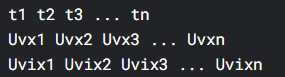 t1 t2 t3 ... tn
Uvx1 Uvx2 Uvx3 ... Uvxn
Uvix1 Uvix2 Uvix3 ... Uvixn